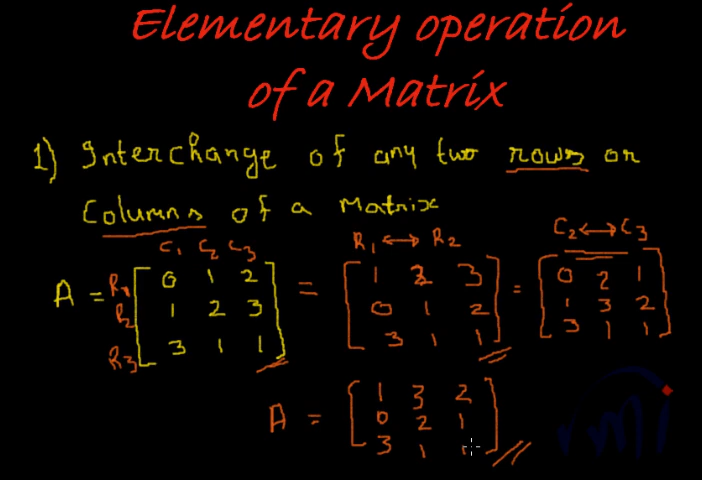 Elementary operation
of a Matrix
1) Interchange of any two rows or
Columns of a Matrix
C1 C2 C3
R1 ↔ R2
C2 ↔ C3
A = R1 [ 0 1 2 ] = [ 1 2 3 ] = [ 0 2 1 ]
R2 [ 1 2 3 ] [ 0 1 2 ] [ 1 3 2 ]
R3 [ 3 1 1 ] [ 3 1 1 ] [ 3 1 1 ]
[ 1 3 2 ]
A = [ 0 2 1 ]
[ 3 1 1 ]
rmi